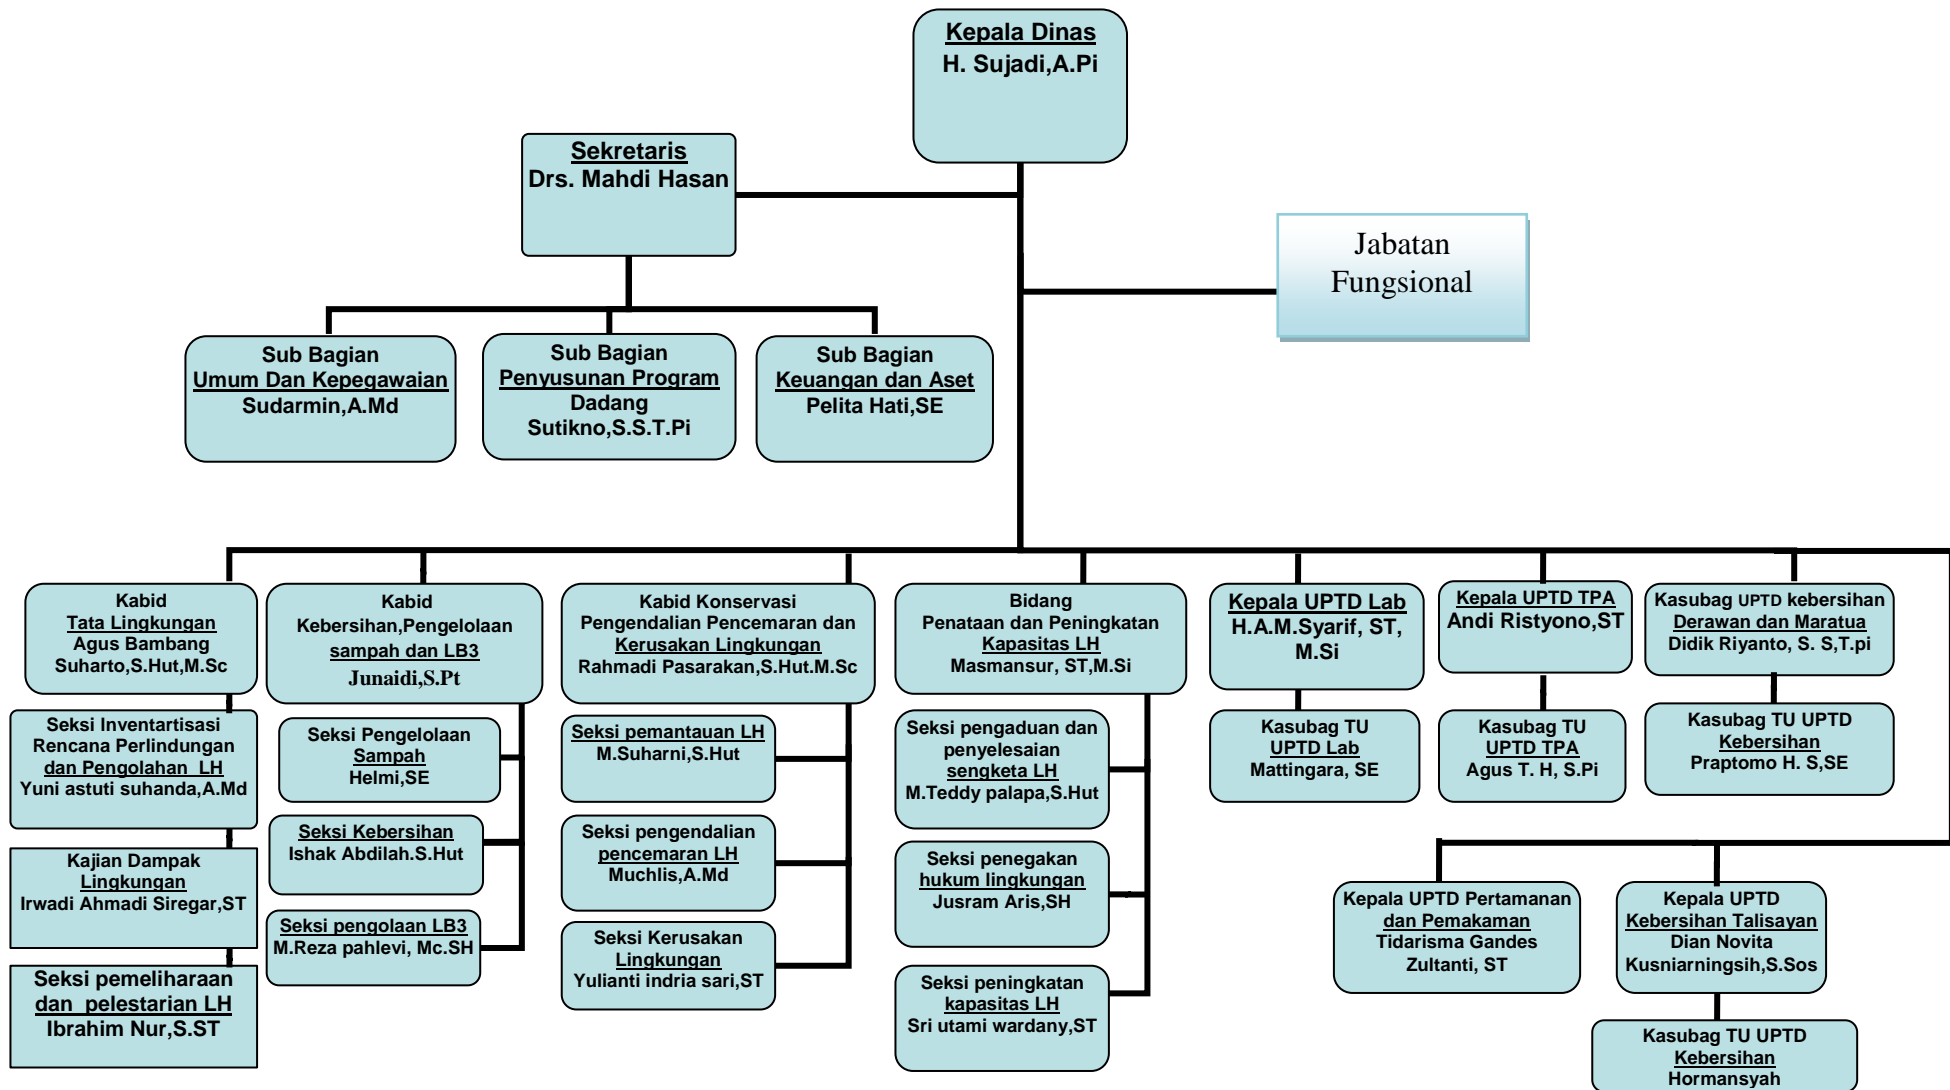 Kepala Dinas
H. Sujadi,A.Pi
Sekretaris
Drs. Mahdi Hasan
Jabatan
Fungsional
Sub Bagian
Umum Dan Kepegawaian
Sudarmin,A.Md
Sub Bagian
Penyusunan Program
Dadang
Sutikno,S.S.T.Pi
Sub Bagian
Keuangan dan Aset
Pelita Hati,SE
Kabid
Tata Lingkungan
Agus Bambang
Suharto,S.Hut,M.Sc
Kabid
Kebersihan,Pengelolaan
sampah dan LB3
Junaidi,S.Pt
Kabid Konservasi
Pengendalian Pencemaran dan
Kerusakan Lingkungan
Rahmadi Pasarakan,S.Hut.M.Sc
Bidang
Penataan dan Peningkatan
Kapasitas LH
Masmansur, ST,M.Si
Kepala UPTD Lab
H.A.M.Syarif, ST,
M.Si
Kepala UPTD TPA
Andi Ristyono,ST
Kasubag UPTD kebersihan
Derawan dan Maratua
Didik Riyanto, S. S,T.pi
Seksi Inventartisasi
Rencana Perlindungan
dan Pengolahan  LH
Yuni astuti suhanda,A.Md
Seksi Pengelolaan
Sampah
Helmi,SE
Seksi pemantauan LH
M.Suharni,S.Hut
Seksi pengaduan dan
penyelesaian
sengketa LH
M.Teddy palapa,S.Hut
Kasubag TU
UPTD Lab
Mattingara, SE
Kasubag TU
UPTD TPA
Agus T. H, S.Pi
Kasubag TU UPTD
Kebersihan
Praptomo H. S,SE
Kajian Dampak
Lingkungan
Irwadi Ahmadi Siregar,ST
Seksi Kebersihan
Ishak Abdilah.S.Hut
Seksi pengendalian
pencemaran LH
Muchlis,A.Md
Seksi penegakan
hukum lingkungan
Jusram Aris,SH
Kepala UPTD Pertamanan
dan Pemakaman
Tidarisma Gandes
Zultanti, ST
Kepala UPTD
Kebersihan Talisayan
Dian Novita
Kusniarningsih,S.Sos
Seksi pemeliharaan
dan  pelestarian LH
Ibrahim Nur,S.ST
Seksi pengolaan LB3
M.Reza pahlevi, Mc.SH
Seksi Kerusakan
Lingkungan
Yulianti indria sari,ST
Seksi peningkatan
kapasitas LH
Sri utami wardany,ST
Kasubag TU UPTD
Kebersihan
Hormansyah